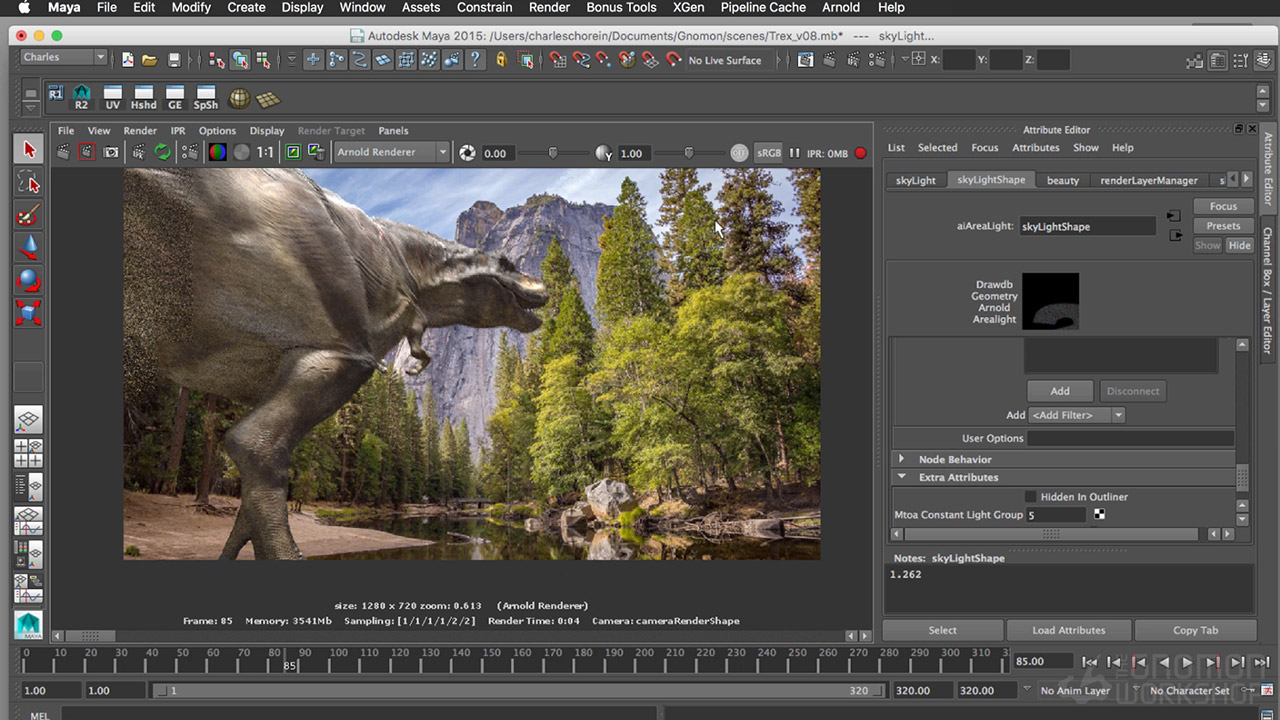 Maya File Edit Modify Create Display Window Assets Constrain Render Bonus Tools XGen Pipeline Cache Arnold Help
Autodesk Maya 2015: /Users/charleschorein/Documents/Gnomon/scenes/Trex_v08.mb* --- skyLight...
Charles No Live Surface X: Y: Z:
R1 R2 UV Hshd GE SpSh
File View Render IPR Options Display Render Target Panels
1:1 Arnold Renderer 0.00 1.00 sRGB IPR: 0MB
size: 1280 x 720 zoom: 0.613 (Arnold Renderer)
Frame: 85 Memory: 3541Mb Sampling: [1/1/1/1/2/2] Render Time: 0:04 Camera: cameraRenderShape
Attribute Editor
List Selected Focus Attributes Show Help
skyLight skyLightShape beauty renderLayerManager s
Focus
aiAreaLight: skyLightShape Presets
Show Hide
Drawdb
Geometry
Arnold
Arealight
Add Disconnect
Add <Add Filter>
User Options
Node Behavior
Extra Attributes
Hidden In Outliner
Mtoa Constant Light Group 5
Notes: skyLightShape
1.262
Select Load Attributes Copy Tab
Attribute Editor
Channel Box / Layer Editor
MAYA
0 10 20 30 40 50 60 70 80 90 100 110 120 130 140 150 160 170 180 190 200 210 220 230 240 250 260 270 280 290 300 31
85
85.00
1.00 1.00 1 320 320.00 320.00 No Anim Layer No Character Set
MEL
THE GNOMON WORKSHOP